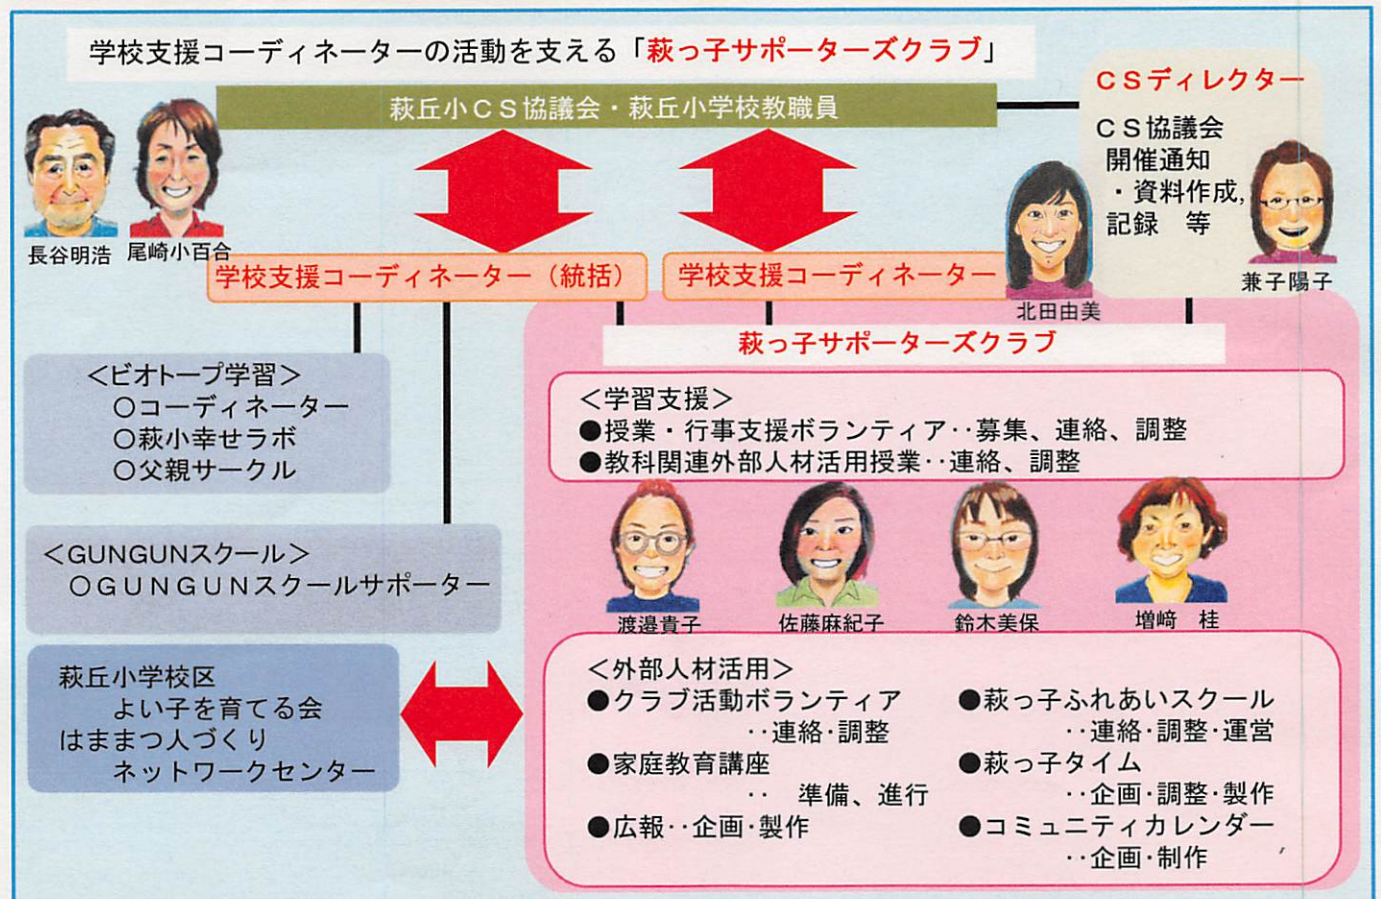 学校支援コーディネーターの活動を支える「萩っ子サポーターズクラブ」
萩丘小CS協議会・萩丘小学校教職員
CSディレクター
CS協議会
開催通知
・資料作成,
記録 等
長谷明浩
尾崎小百合
北田由美
兼子陽子
学校支援コーディネーター（統括）
学校支援コーディネーター
萩っ子サポーターズクラブ
＜ビオトープ学習＞
○コーディネーター
○萩小幸せラボ
○父親サークル
＜GUNGUNスクール＞
○GUNGUNスクールサポーター
萩丘小学校区
よい子を育てる会
はままつ人づくり
ネットワークセンター
＜学習支援＞
●授業・行事支援ボランティア‥募集、連絡、調整
●教科関連外部人材活用授業‥連絡、調整
渡邉貴子
佐藤麻紀子
鈴木美保
増﨑 桂
＜外部人材活用＞
●クラブ活動ボランティア
‥連絡・調整
●家庭教育講座
‥ 準備、進行
●広報‥企画・製作
●萩っ子ふれあいスクール
‥連絡・調整・運営
●萩っ子タイム
‥企画・調整・製作
●コミュニティカレンダー
‥企画・制作